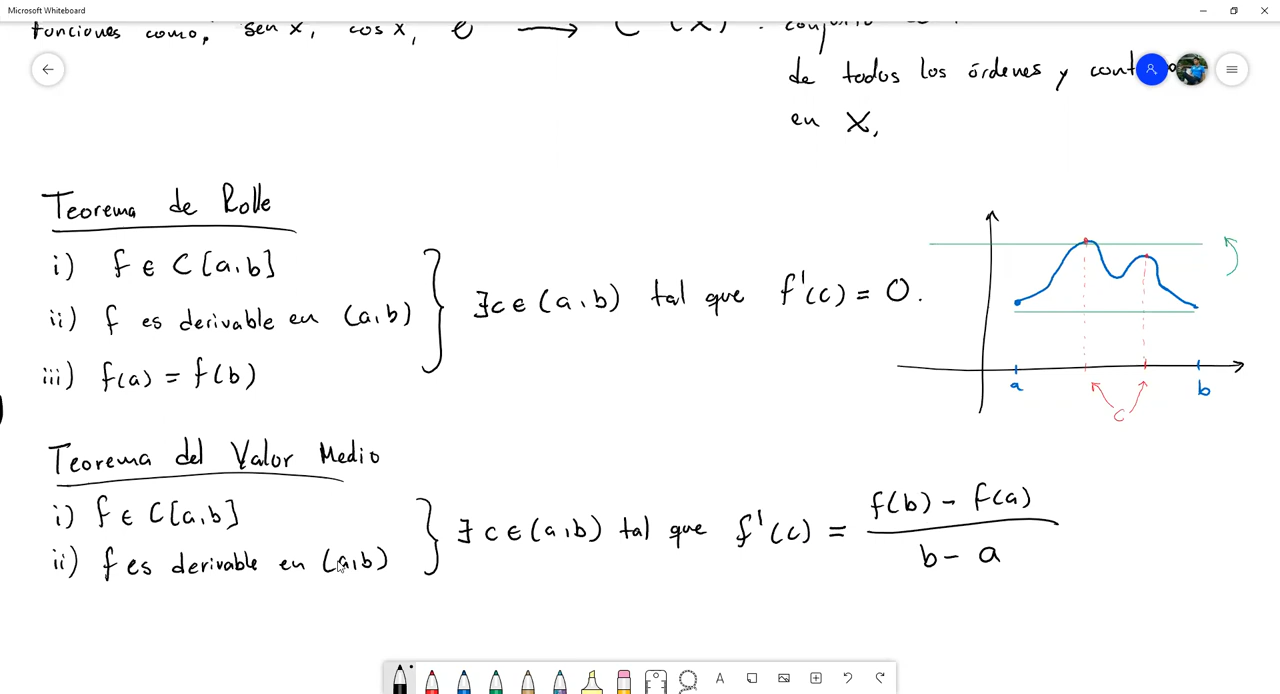 Microsoft Whiteboard
funciones como, sen x, cos x, e ⟶
de todos los órdenes y
en X,
Teorema de Rolle
i) f ∈ C[a,b]
ii) f es derivable en (a,b)
iii) f(a) = f(b)
∃c ∈ (a,b) tal que f'(c) = 0.
a
b
c
Teorema del Valor Medio
i) f ∈ C[a,b]
ii) f es derivable en (a,b)
∃ c ∈ (a,b) tal que f'(c) = f(b) - f(a)
b - a
A